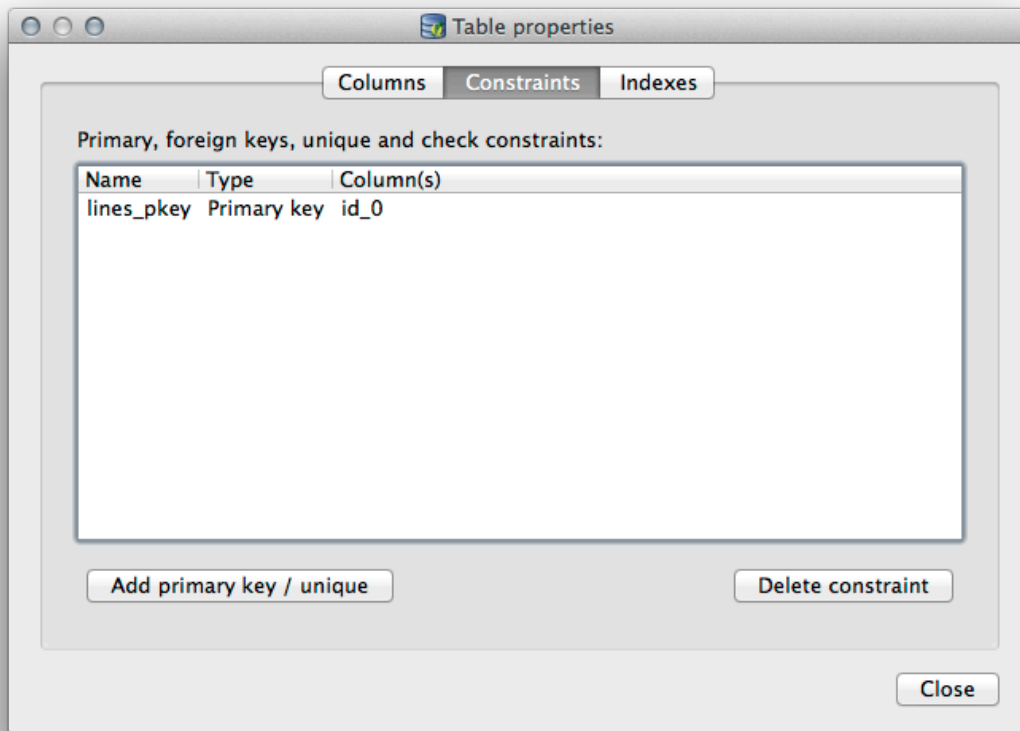 Table properties
Columns Constraints Indexes
Primary, foreign keys, unique and check constraints:
Name Type Column(s)
lines_pkey Primary key id_0
Add primary key / unique Delete constraint
Close